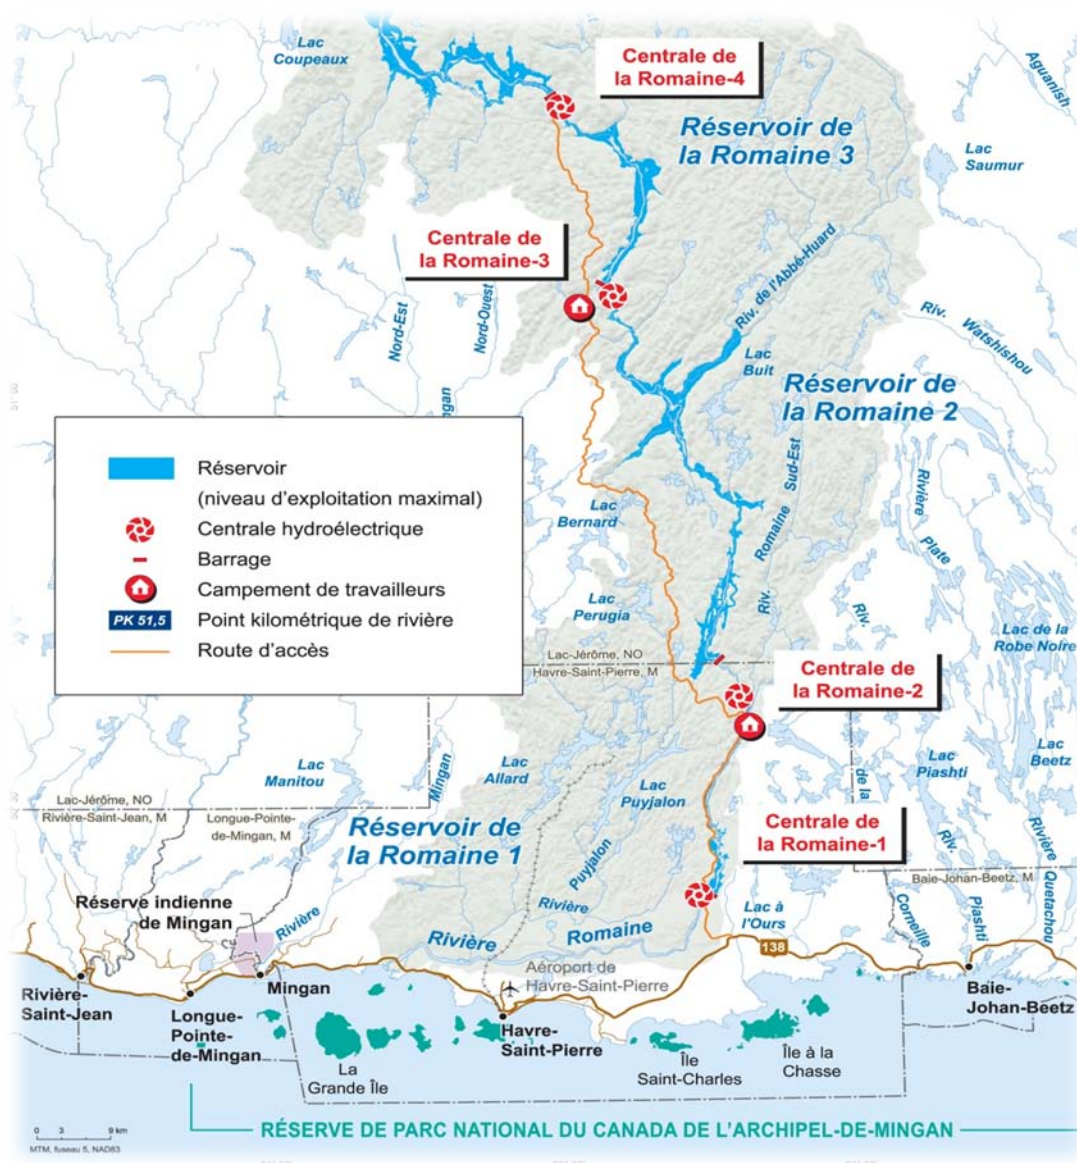 Lac
Coupeaux
Centrale de
la Romaine-4
Aguanish
Réservoir de
la Romaine 3
Lac
Saumur
Centrale de
la Romaine-3
Riv. de l'Abbé-Huard
Nord-Est
Nord-Ouest
Riv.
Watshishou
Lac
Buit
Réservoir de
la Romaine 2
Réservoir
(niveau d'exploitation maximal)
Centrale hydroélectrique
Barrage
Campement de travailleurs
PK 51,5
Point kilométrique de rivière
Route d'accès
Sud-Est
Romaine
Riv.
Rivière
Plate
Lac
Bernard
Lac
Perugia
Riv.
Lac de la
Robe Noire
Lac-Jérôme, NO
Havre-Saint-Pierre, M
Centrale de
la Romaine-2
Lac
Allard
Lac
Manitou
Mingan
Lac
Puyjalon
de la
Lac
Piashti
Lac
Beetz
Lac-Jérôme, NO
Rivière-Saint-Jean, M
Longue-Pointe-
de-Mingan, M
Réservoir de
la Romaine 1
Centrale de
la Romaine-1
Puyjalon
Rivière
Riv.
Piashti
Rivière
Quetachou
Baie-Johan-Beetz, M
Réserve indienne
de Mingan
Rivière
Rivière
Romaine
Lac à
l'Ours
Corneille
138
Aéroport de
Havre-Saint-Pierre
Rivière-
Saint-Jean
Longue-
Pointe-
de-Mingan
Mingan
Havre-
Saint-Pierre
Baie-
Johan-Beetz
La
Grande Île
Île
Saint-Charles
Île à la
Chasse
RÉSERVE DE PARC NATIONAL DU CANADA DE L'ARCHIPEL-DE-MINGAN
0 3 9 km
MTM, fuseau 5, NAD83